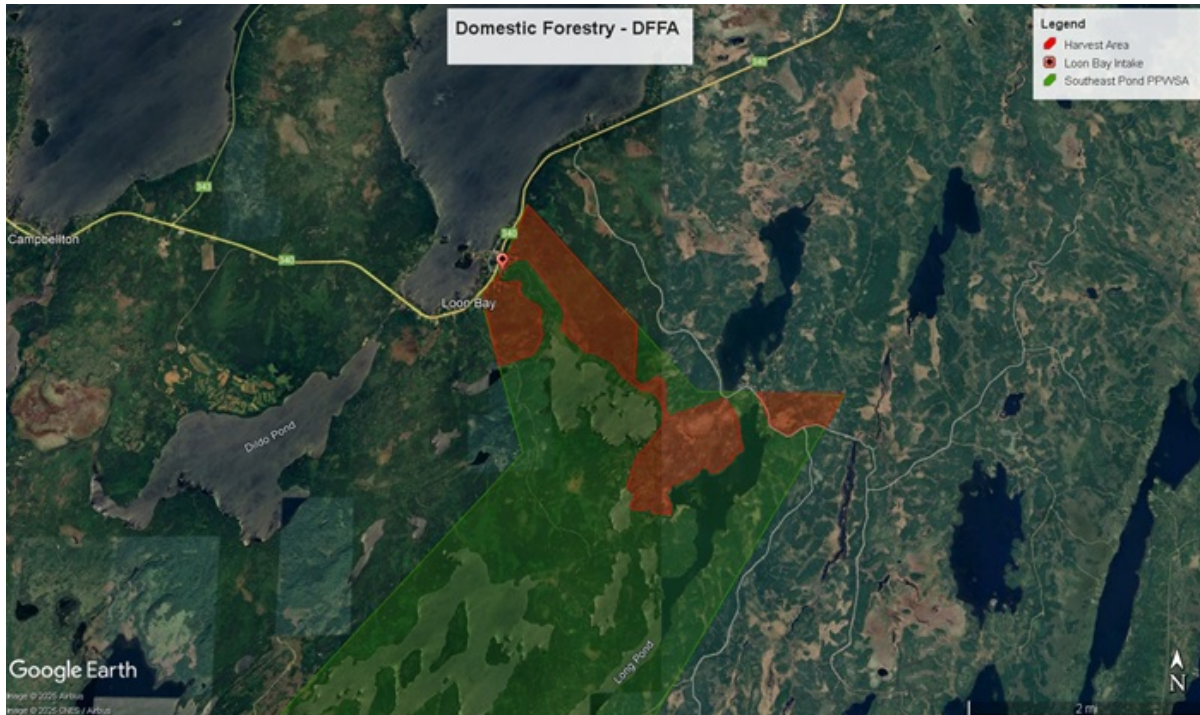 Domestic Forestry - DFFA
Legend
Harvest Area
Loon Bay Intake
Southeast Pond PPWSA
340
340
343
Campbellton
340
340
Loon Bay
Dildo Pond
Long Pond
Google Earth
Image © 2025 Airbus
Image © 2025 CNES / Airbus
N
2 mi